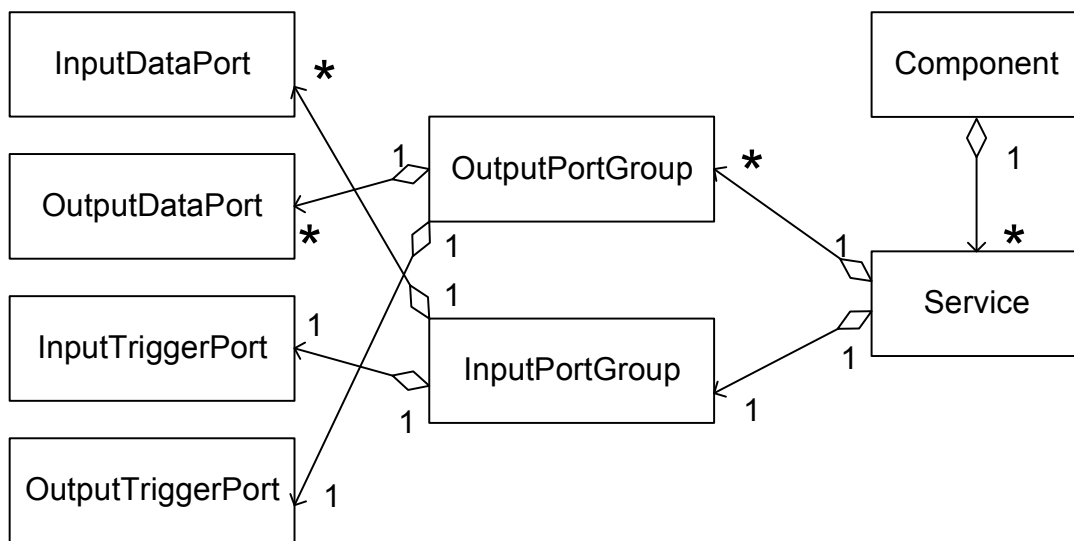 InputDataPort
*
Component
1
OutputPortGroup
*
1
OutputDataPort
*
1
1
*
Service
1
InputTriggerPort
1
InputPortGroup
1
1
1
OutputTriggerPort
1